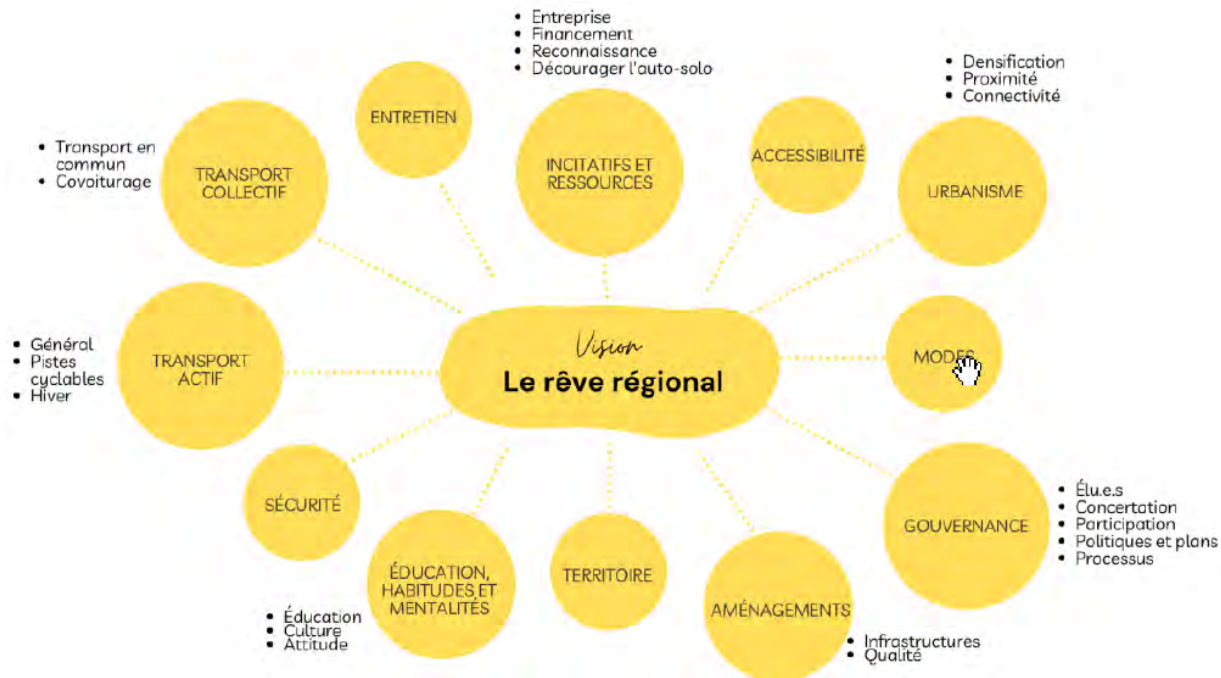 • Entreprise
• Financement
• Reconnaissance
• Décourager l'auto-solo
• Densification
• Proximité
• Connectivité
ENTRETIEN
INCITATIFS ET
RESSOURCES
ACCESSIBILITÉ
URBANISME
• Transport en
commun
• Covoiturage
TRANSPORT
COLLECTIF
Vision
Le rêve régional
MODES
• Général
• Pistes
cyclables
• Hiver
TRANSPORT
ACTIF
SÉCURITÉ
ÉDUCATION,
HABITUDES ET
MENTALITÉS
• Éducation
• Culture
• Attitude
TERRITOIRE
AMÉNAGEMENTS
• Infrastructures
• Qualité
GOUVERNANCE
• Élu.e.s
• Concertation
• Participation
• Politiques et plans
• Processus